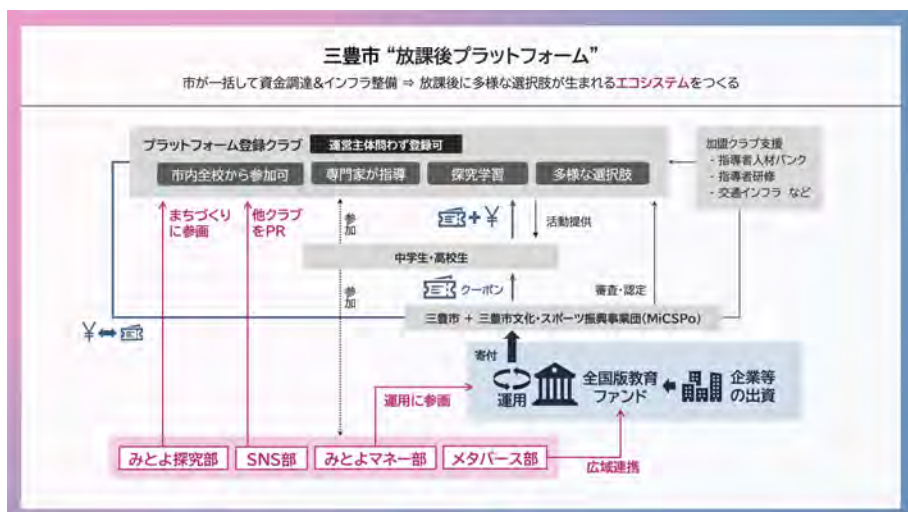 三豊市 “放課後プラットフォーム”
市が一括して資金調達&インフラ整備 ⇒ 放課後に多様な選択肢が生まれるエコシステムをつくる
プラットフォーム登録クラブ
運営主体問わず登録可
市内全校から参加可
専門家が指導
探究学習
多様な選択肢
加盟クラブ支援
- 指導者人材バンク
- 指導者研修
- 交通インフラ など
まちづくり
に参画
他クラブ
をPR
参加
+¥
活動提供
中学生・高校生
参加
クーポン
審査・認定
三豊市 + 三豊市文化・スポーツ振興事業団(MiCSPo)
¥
寄付
運用
全国版教育
ファンド
企業等
の出資
運用に参画
みとよ探究部
SNS部
みとよマネー部
メタバース部
広域連携